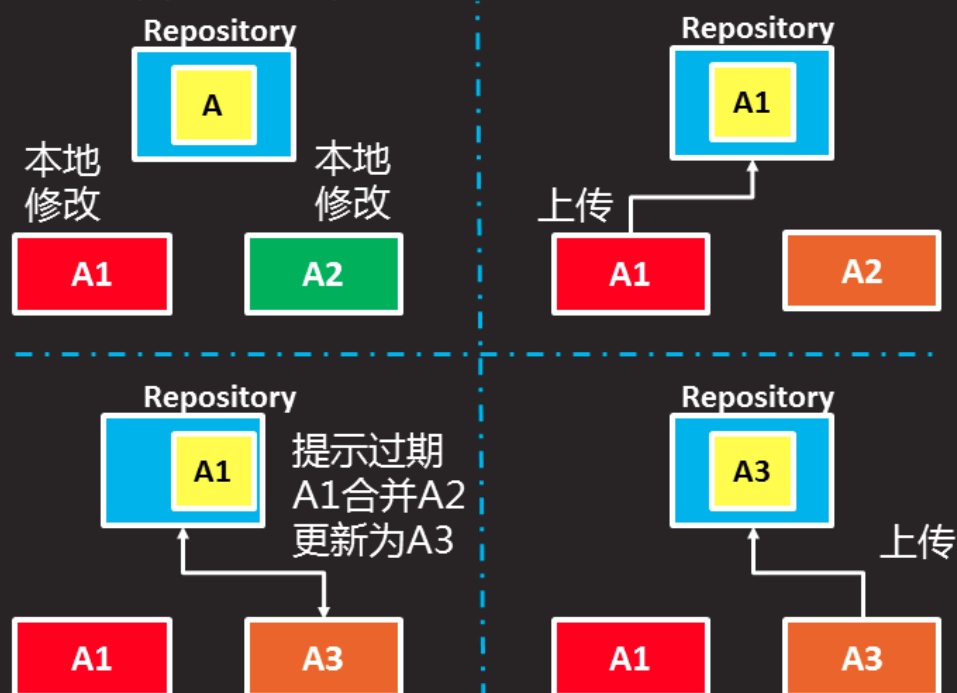 Repository
A
本地
修改
本地
修改
A1
A2
Repository
A1
上传
A1
A2
Repository
A1
提示过期
A1合并A2
更新为A3
A1
A3
Repository
A3
上传
A1
A3